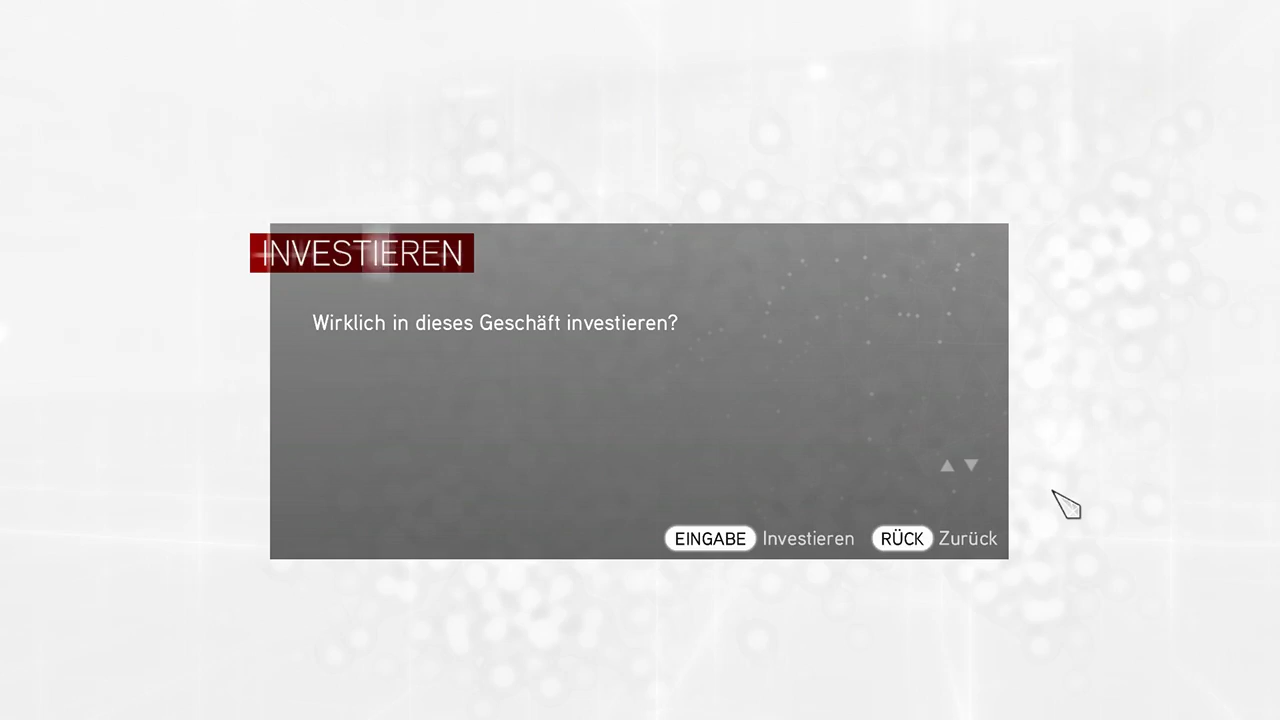 INVESTIEREN
Wirklich in dieses Geschäft investieren?
EINGABE Investieren RÜCK Zurück